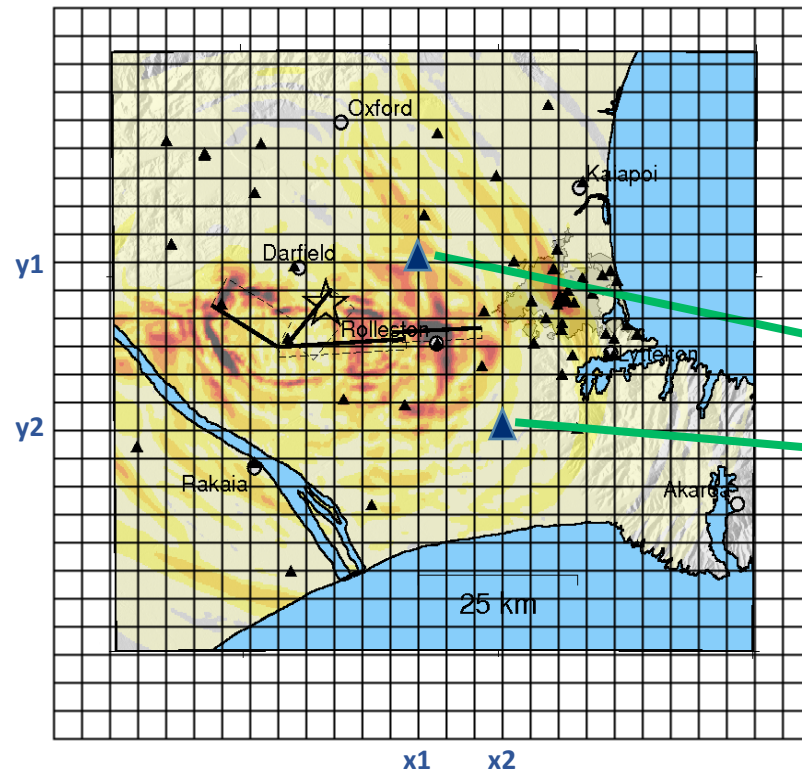 Oxford
Kaiapoi
y1
Darfield
Rolleston
Lyttelton
y2
Rakaia
Akaroa
25 km
x1 x2